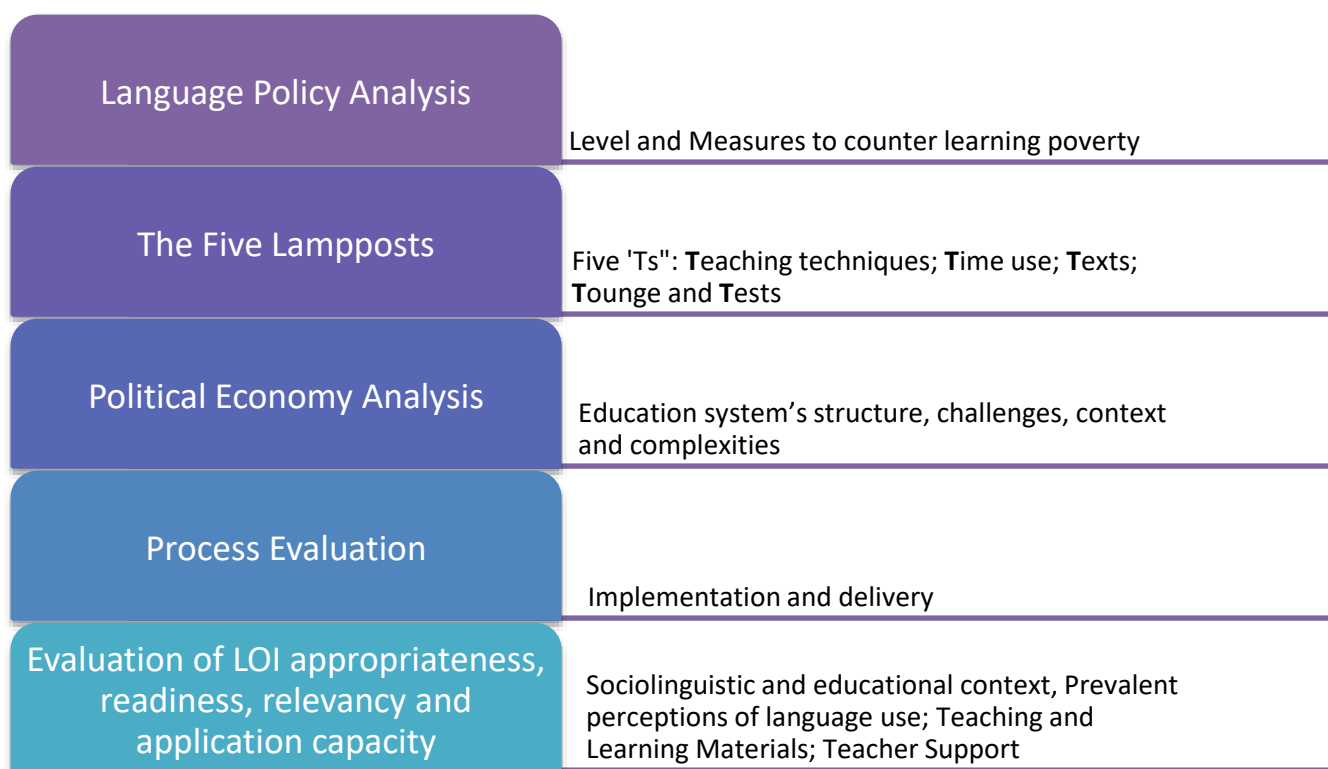 Language Policy Analysis
Level and Measures to counter learning poverty
The Five Lampposts
Five 'Ts": Teaching techniques; Time use; Texts;
Tounge and Tests
Political Economy Analysis
Education system’s structure, challenges, context
and complexities
Process Evaluation
Implementation and delivery
Evaluation of LOI appropriateness,
readiness, relevancy and
application capacity
Sociolinguistic and educational context, Prevalent
perceptions of language use; Teaching and
Learning Materials; Teacher Support